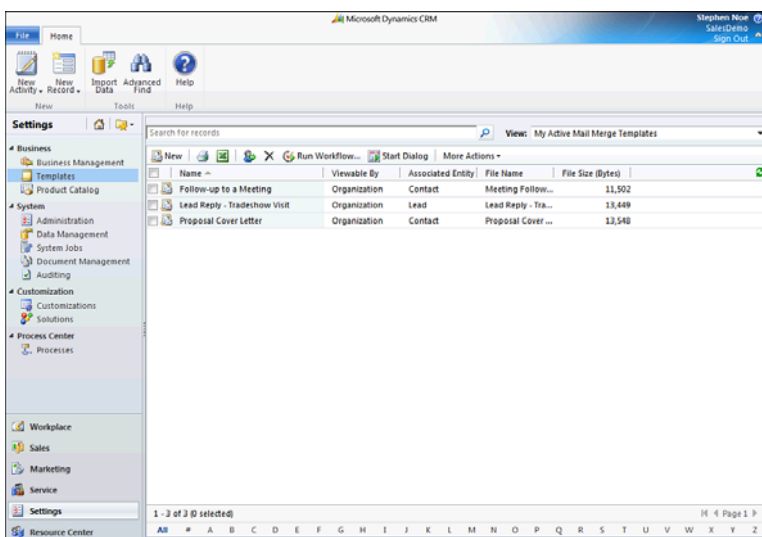 Microsoft Dynamics CRM
Stephen Noe
SalesDemo
Sign Out
File
Home
New Activity
New Record
Import Data
Advanced Find
Help
New
Tools
Help
Settings
Search for records
View: My Active Mail Merge Templates
New
Run Workflow...
Start Dialog
More Actions
Name
Viewable By
Associated Entity
File Name
File Size (Bytes)
Follow-up to a Meeting Organization Contact Meeting Follow... 11,502
Lead Reply - Tradeshow Visit Organization Lead Lead Reply - Tra... 13,449
Proposal Cover Letter Organization Contact Proposal Cover ... 13,548
Business
Business Management
Templates
Product Catalog
System
Administration
Data Management
System Jobs
Document Management
Auditing
Customization
Customizations
Solutions
Process Center
Processes
Workplace
Sales
Marketing
Service
Settings
Resource Center
1 - 3 of 3 (0 selected)
Page 1
All # A B C D E F G H I J K L M N O P Q R S T U V W X Y Z